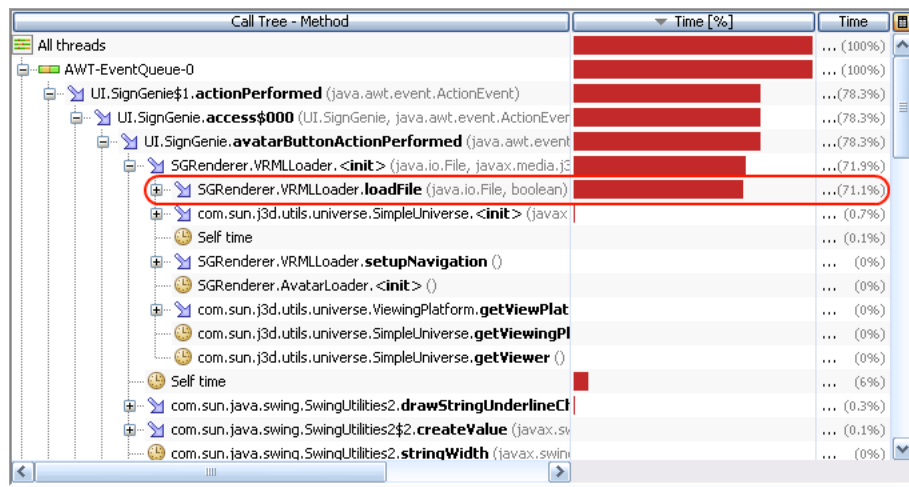 Call Tree - Method Time [%] Time
All threads ... (100%)
AWT-EventQueue-0 ... (100%)
UI.SignGenie$1.actionPerformed (java.awt.event.ActionEvent) ...(78.3%)
UI.SignGenie.access$000 (UI.SignGenie, java.awt.event.ActionEver ...(78.3%)
UI.SignGenie.avatarButtonActionPerformed (java.awt.event ...(78.3%)
SGRenderer.VRMLLoader.<init> (java.io.File, javax.media.j3 ...(71.9%)
SGRenderer.VRMLLoader.loadFile (java.io.File, boolean) ...(71.1%)
com.sun.j3d.utils.universe.SimpleUniverse.<init> (javax ... (0.7%)
Self time ... (0.1%)
SGRenderer.VRMLLoader.setupNavigation () ... (0%)
SGRenderer.AvatarLoader.<init> () ... (0%)
com.sun.j3d.utils.universe.ViewingPlatform.getViewPlat ... (0%)
com.sun.j3d.utils.universe.SimpleUniverse.getViewingPl ... (0%)
com.sun.j3d.utils.universe.SimpleUniverse.getViewer () ... (0%)
Self time ... (6%)
com.sun.java.swing.SwingUtilities2.drawStringUnderlineCh ... (0.3%)
com.sun.java.swing.SwingUtilities2$2.createValue (javax.sw ... (0.1%)
com.sun.java.swing.SwingUtilities2.stringWidth (javax.swing ... (0%)